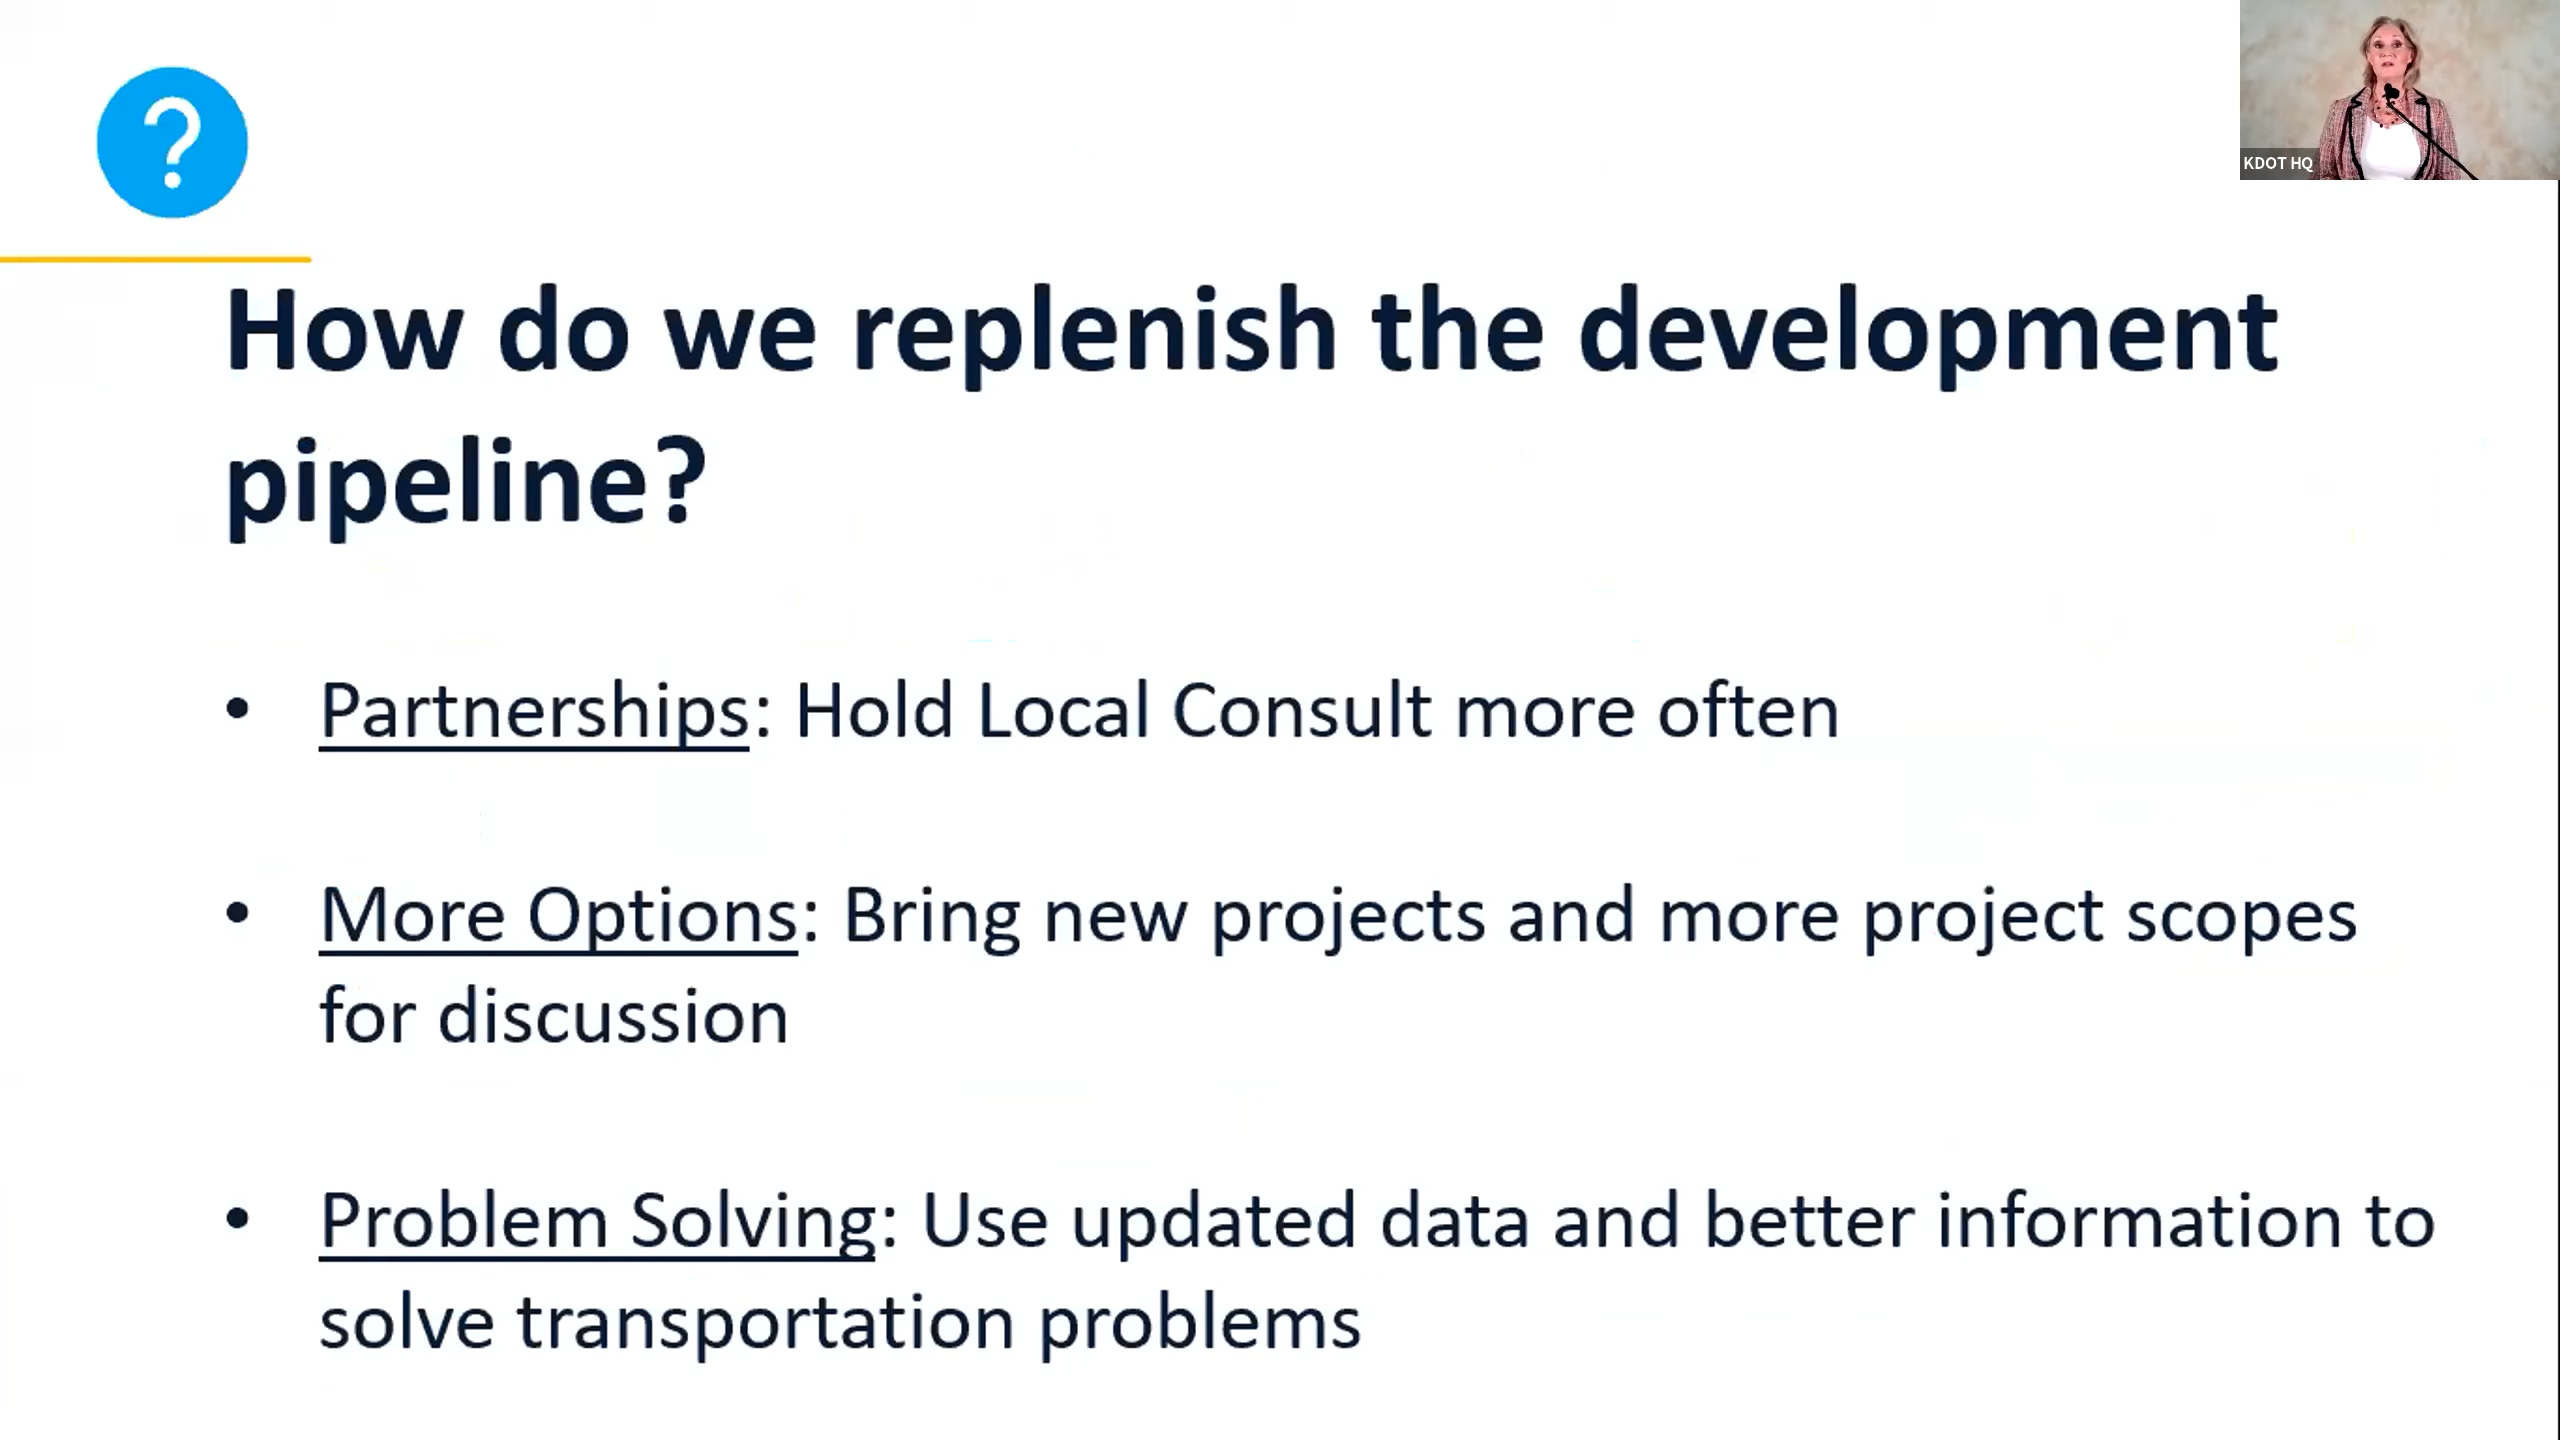 ?
KDOT HQ
How do we replenish the development
pipeline?
• Partnerships: Hold Local Consult more often
• More Options: Bring new projects and more project scopes
for discussion
• Problem Solving: Use updated data and better information to
solve transportation problems